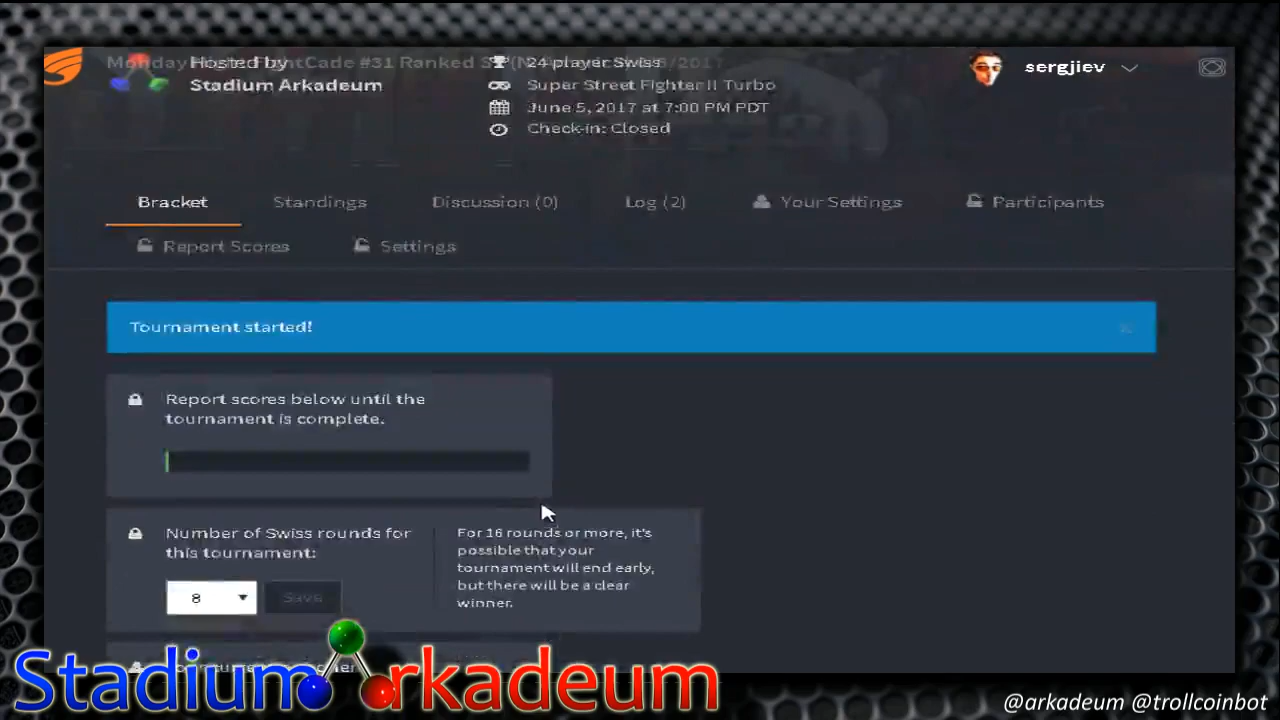 Monday
FightCade #31 Ranked
Hosted by
Stadium Arkadeum
24 player Swiss
Super Street Fighter II Turbo
June 5, 2017 at 7:00 PM PDT
Check-in: Closed
sergjiev
Bracket
Standings
Discussion (0)
Log (2)
Your Settings
Participants
Report Scores
Settings
Tournament started!
Report scores below until the
tournament is complete.
Number of Swiss rounds for
this tournament:
8
Save
For 16 rounds or more, it's
possible that your
tournament will end early,
but there will be a clear
winner.
Stadium Arkadeum
@arkadeum @trollcoinbot